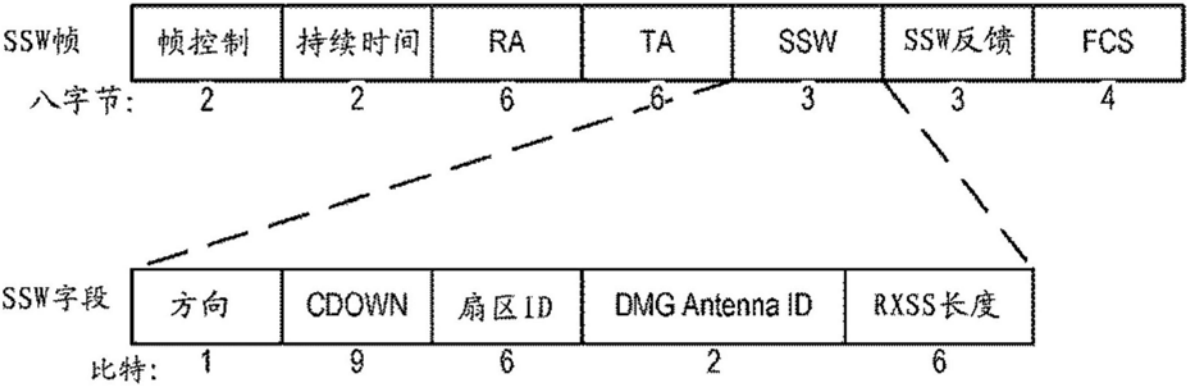 SSW帧 帧控制 持续时间 RA TA SSW SSW反馈 FCS
八字节: 2 2 6 6 3 3 4
SSW字段 方向 CDOWN 扇区ID DMG Antenna ID RXSS长度
比特: 1 9 6 2 6